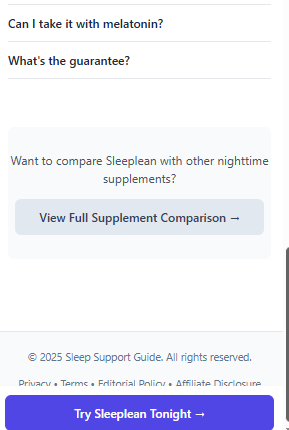 Can I take it with melatonin?
What's the guarantee?
Want to compare Sleeplean with other nighttime
supplements?
View Full Supplement Comparison →
© 2025 Sleep Support Guide. All rights reserved.
Privacy • Terms • Editorial Policy • Affiliate Disclosure
Try Sleeplean Tonight →